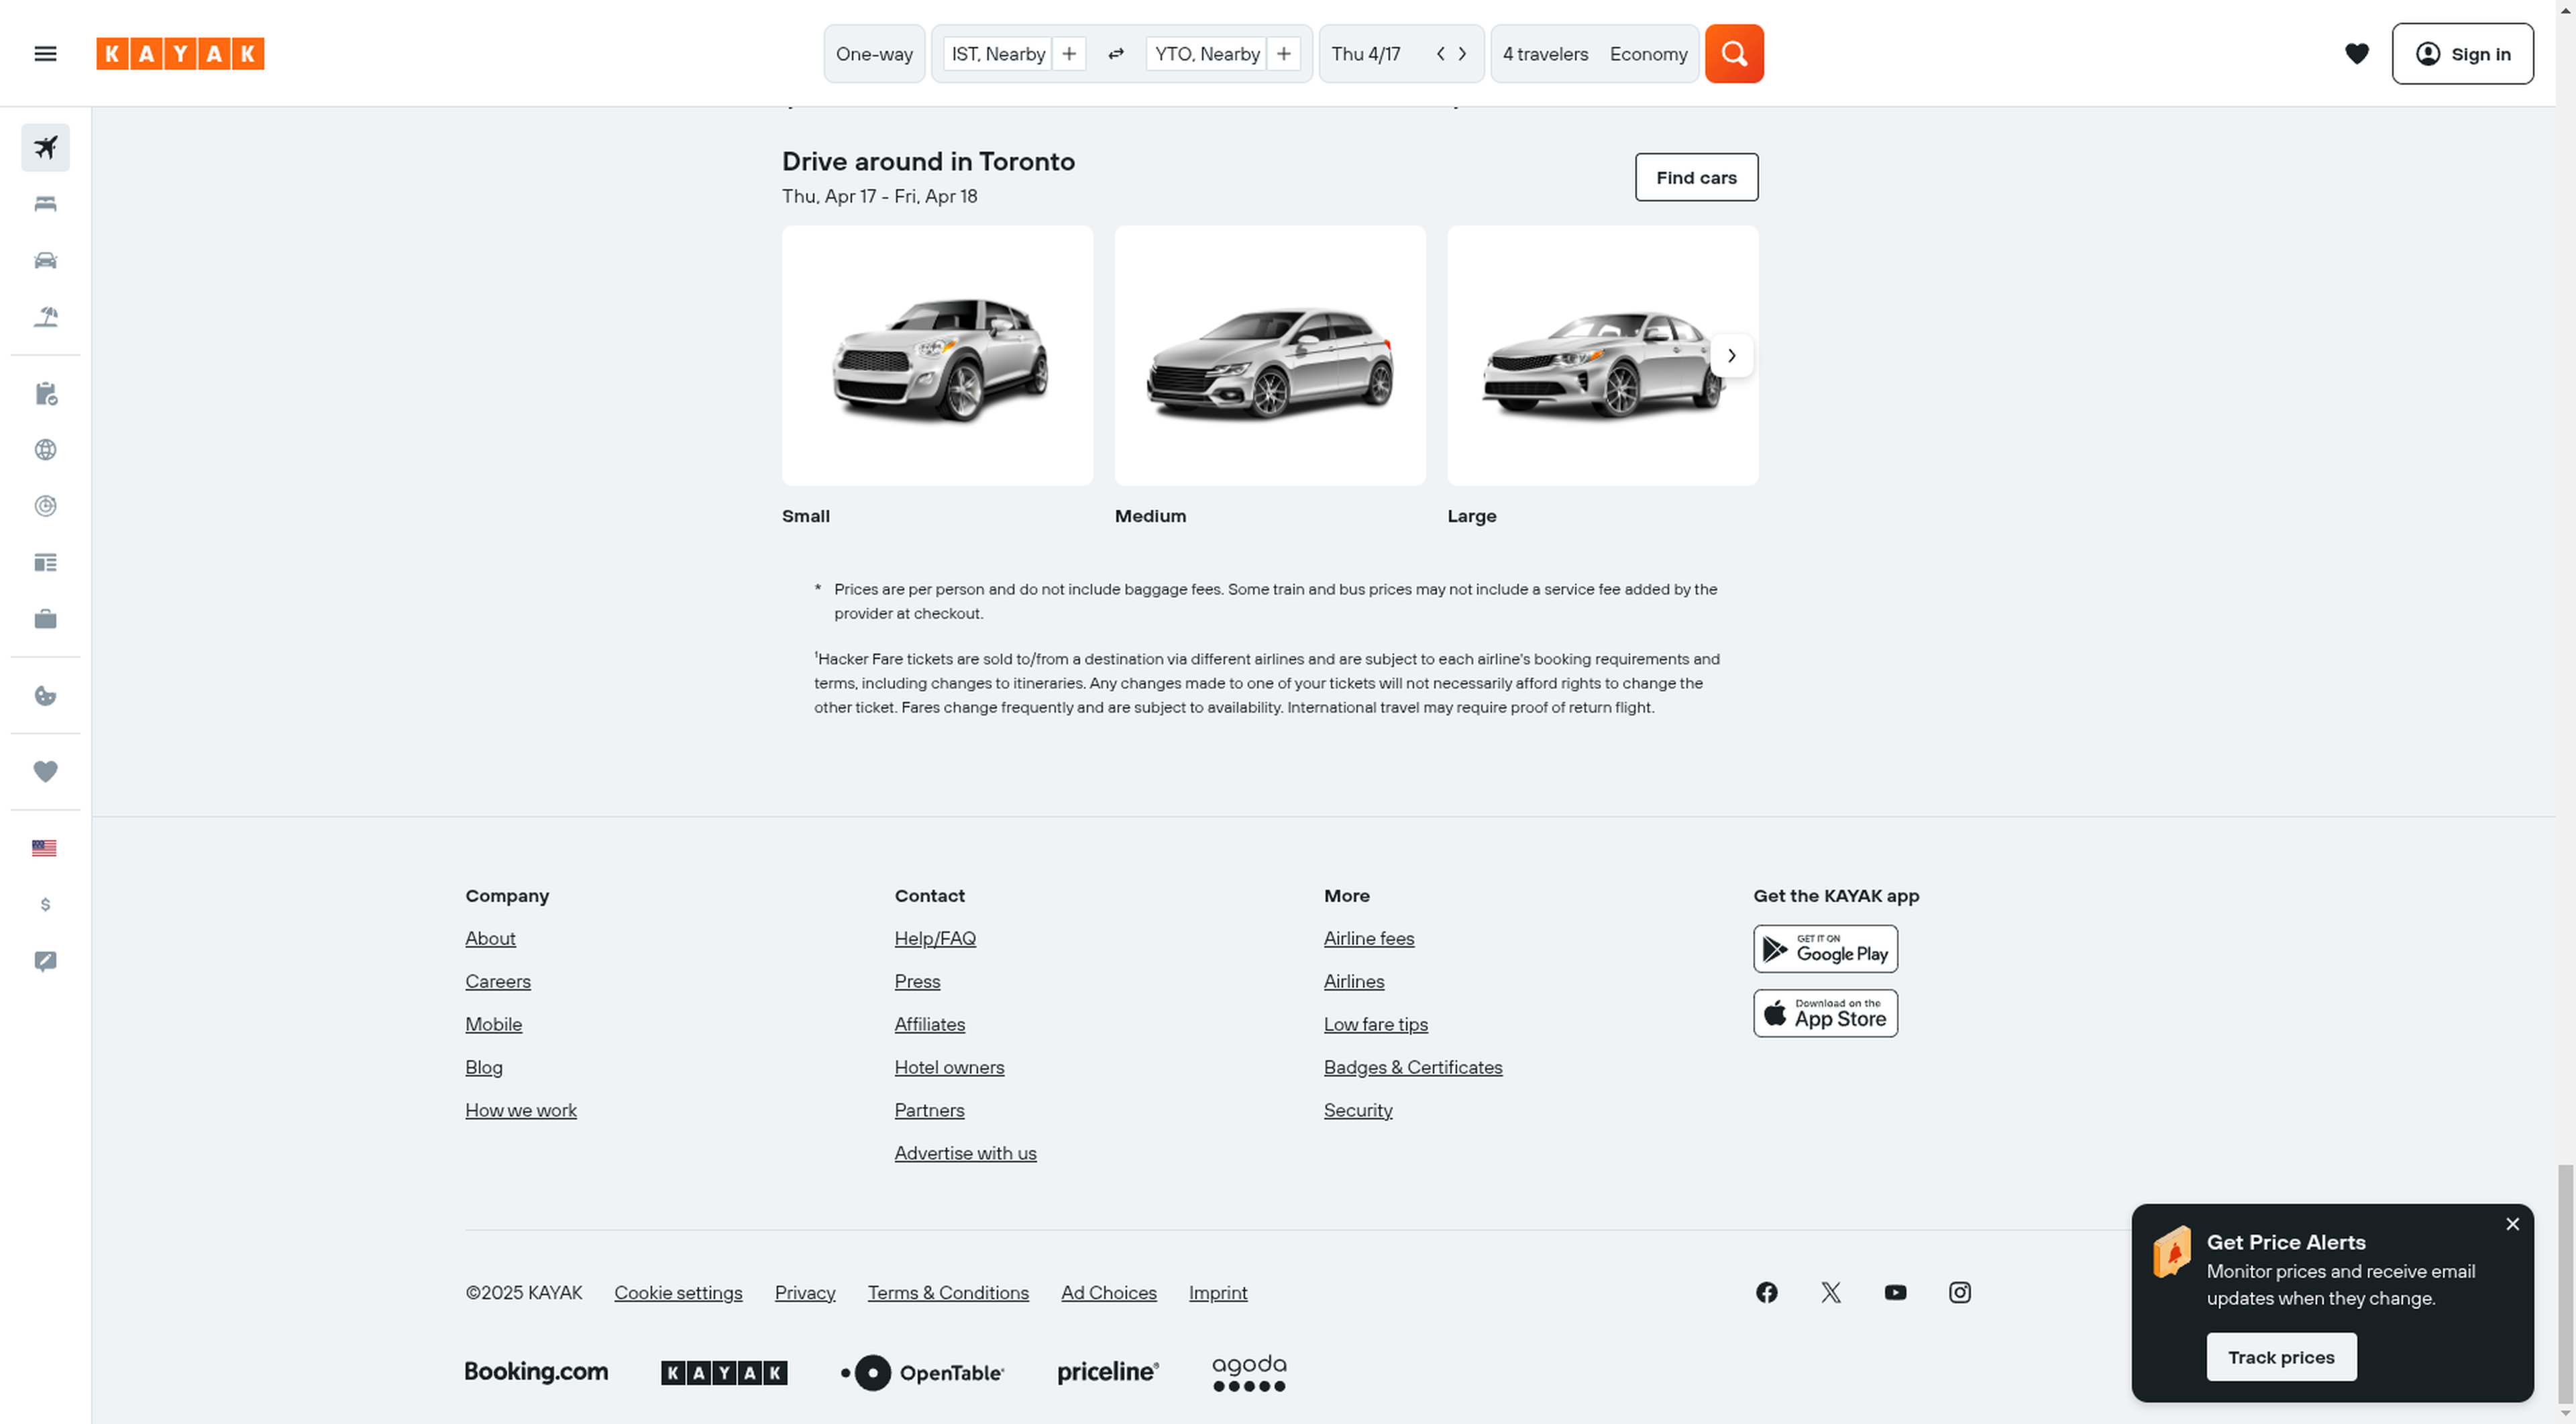 KAYAK
One-way
IST, Nearby
YTO, Nearby
Thu 4/17
4 travelers
Economy
Sign in
Drive around in Toronto
Thu, Apr 17 - Fri, Apr 18
Find cars
Small
Medium
Large
* Prices are per person and do not include baggage fees. Some train and bus prices may not include a service fee added by the
provider at checkout.
¹Hacker Fare tickets are sold to/from a destination via different airlines and are subject to each airline's booking requirements and
terms, including changes to itineraries. Any changes made to one of your tickets will not necessarily afford rights to change the
other ticket. Fares change frequently and are subject to availability. International travel may require proof of return flight.
$
Company
About
Careers
Mobile
Blog
How we work
Contact
Help/FAQ
Press
Affiliates
Hotel owners
Partners
Advertise with us
More
Airline fees
Airlines
Low fare tips
Badges & Certificates
Security
Get the KAYAK app
GET IT ON
Google Play
Download on the
App Store
©2025 KAYAK
Cookie settings
Privacy
Terms & Conditions
Ad Choices
Imprint
Booking.com
KAYAK
OpenTable®
priceline®
agoda
Get Price Alerts
Monitor prices and receive email
updates when they change.
Track prices